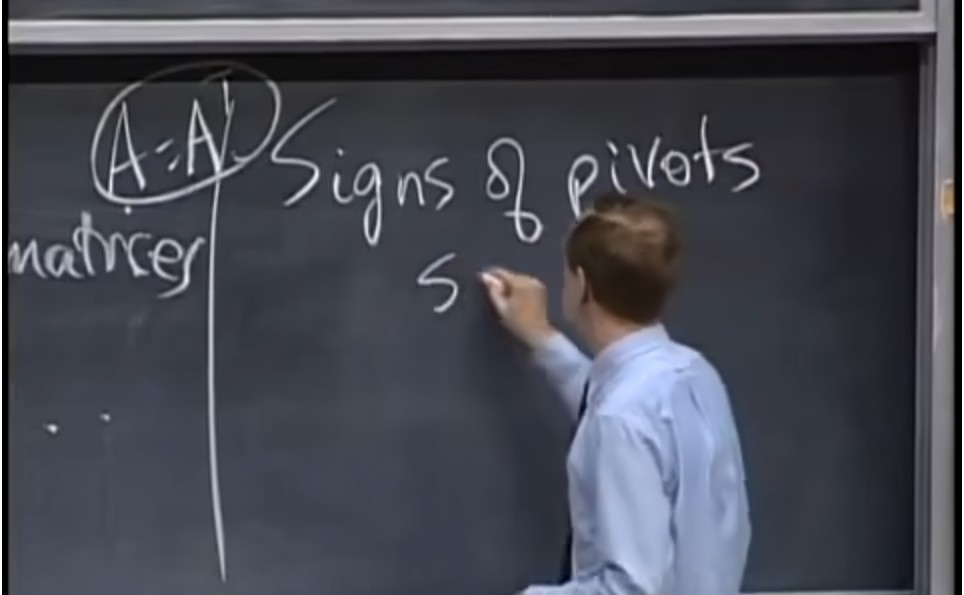 A = Aᵀ
matrices
Signs of pivots
s